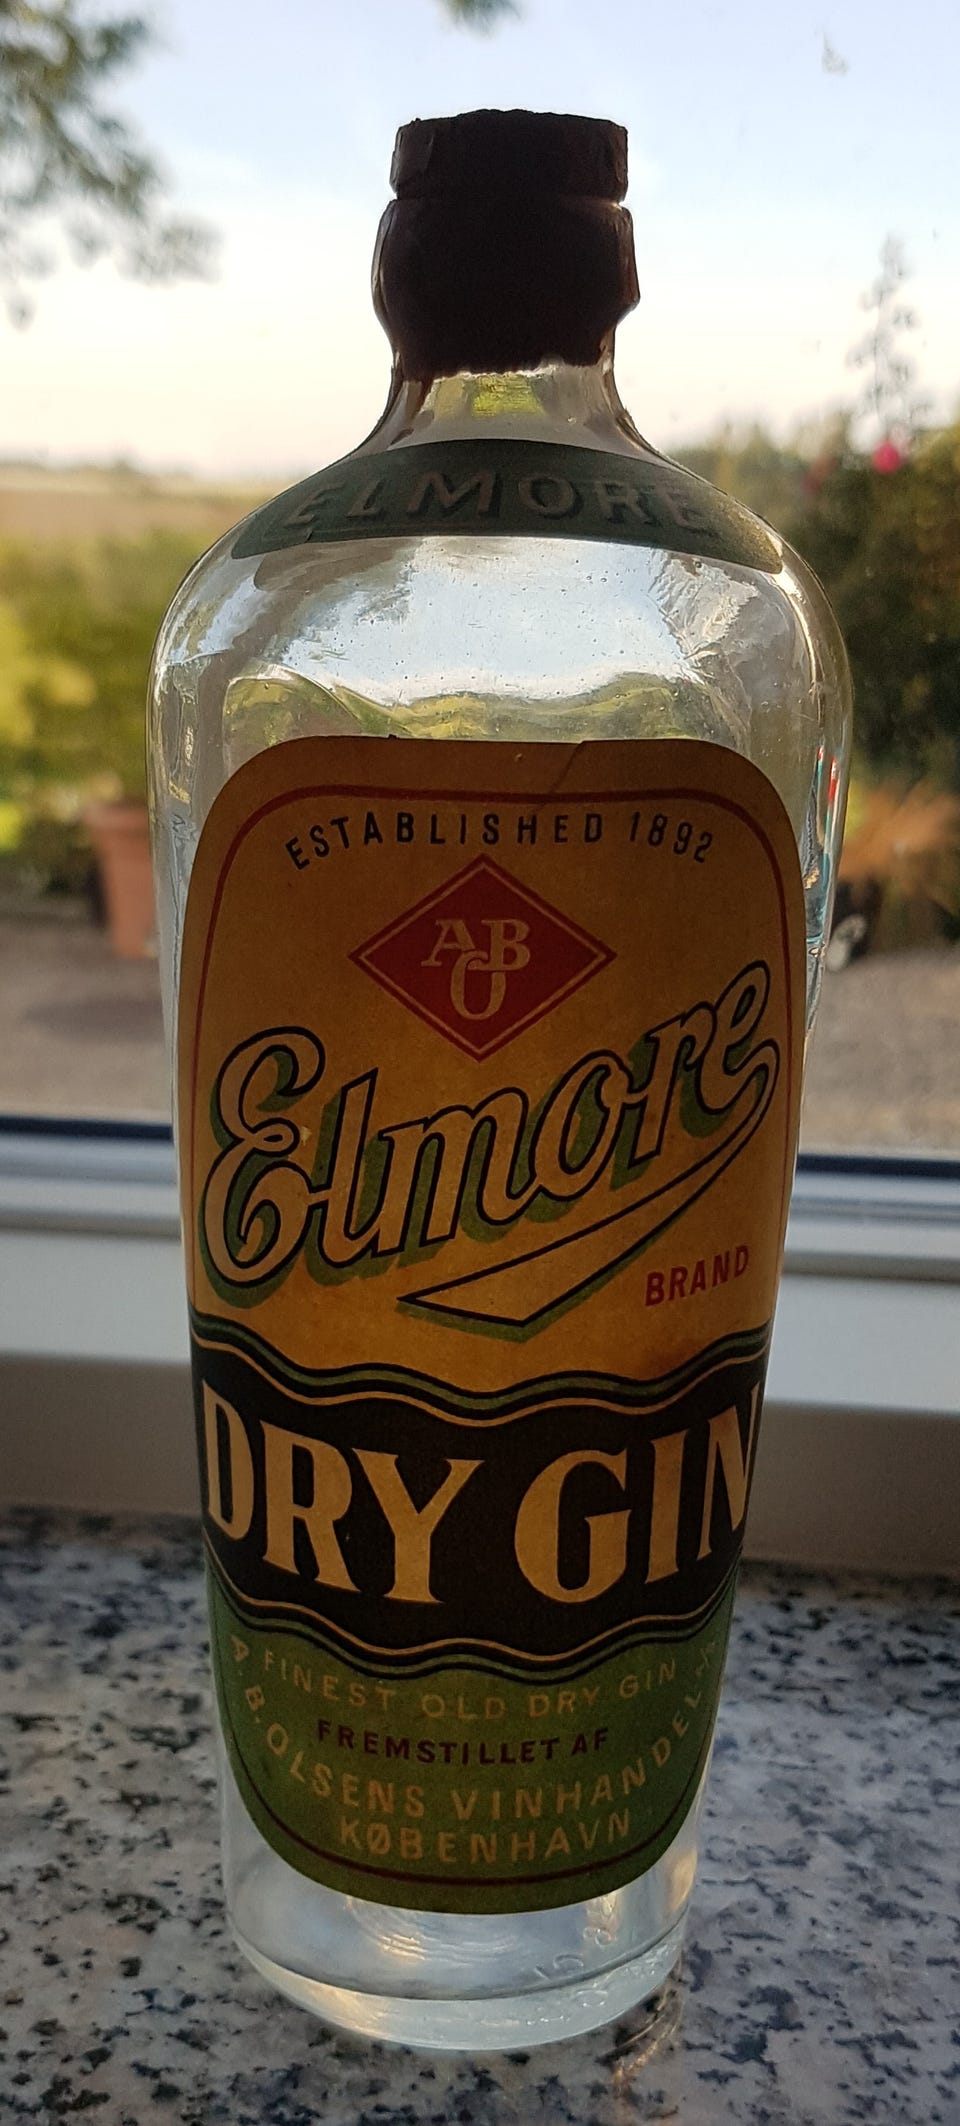 ELMORE
ESTABLISHED 1892
ABO
Elmore
BRAND
DRY GIN
FINEST OLD DRY GIN
FREMSTILLET AF
A.B.OLSENS VINHANDEL
KØBENHAVN